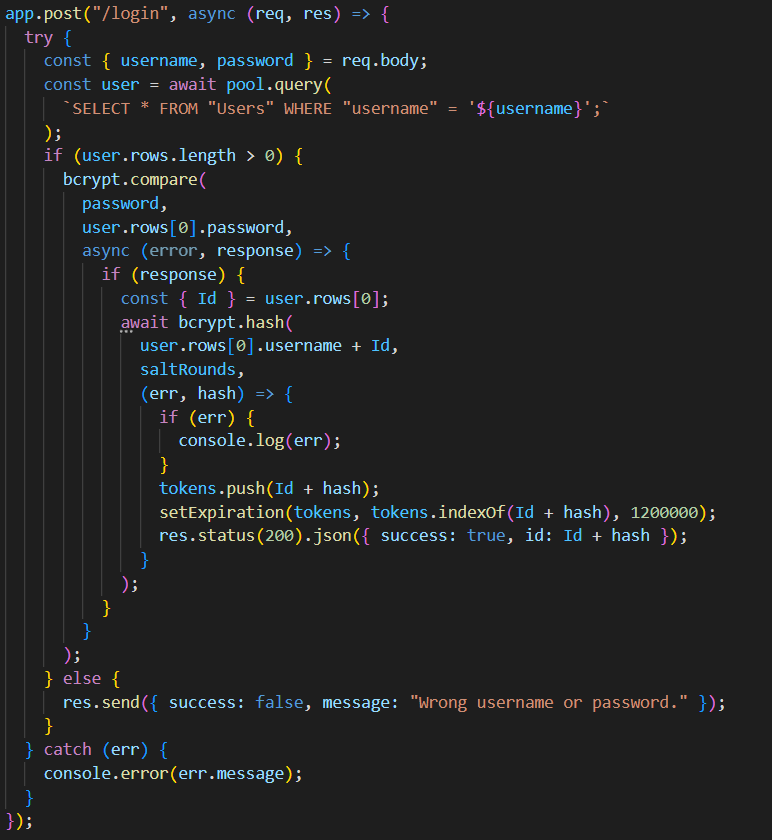 app.post("/login", async (req, res) => {
  try {
    const { username, password } = req.body;
    const user = await pool.query(
      `SELECT * FROM "Users" WHERE "username" = '${username}';`
    );
    if (user.rows.length > 0) {
      bcrypt.compare(
        password,
        user.rows[0].password,
        async (error, response) => {
          if (response) {
            const { Id } = user.rows[0];
            await bcrypt.hash(
              user.rows[0].username + Id,
              saltRounds,
              (err, hash) => {
                if (err) {
                  console.log(err);
                }
                tokens.push(Id + hash);
                setExpiration(tokens, tokens.indexOf(Id + hash), 1200000);
                res.status(200).json({ success: true, id: Id + hash });
              }
            );
          }
        }
      );
    } else {
      res.send({ success: false, message: "Wrong username or password." });
    }
  } catch (err) {
    console.error(err.message);
  }
});